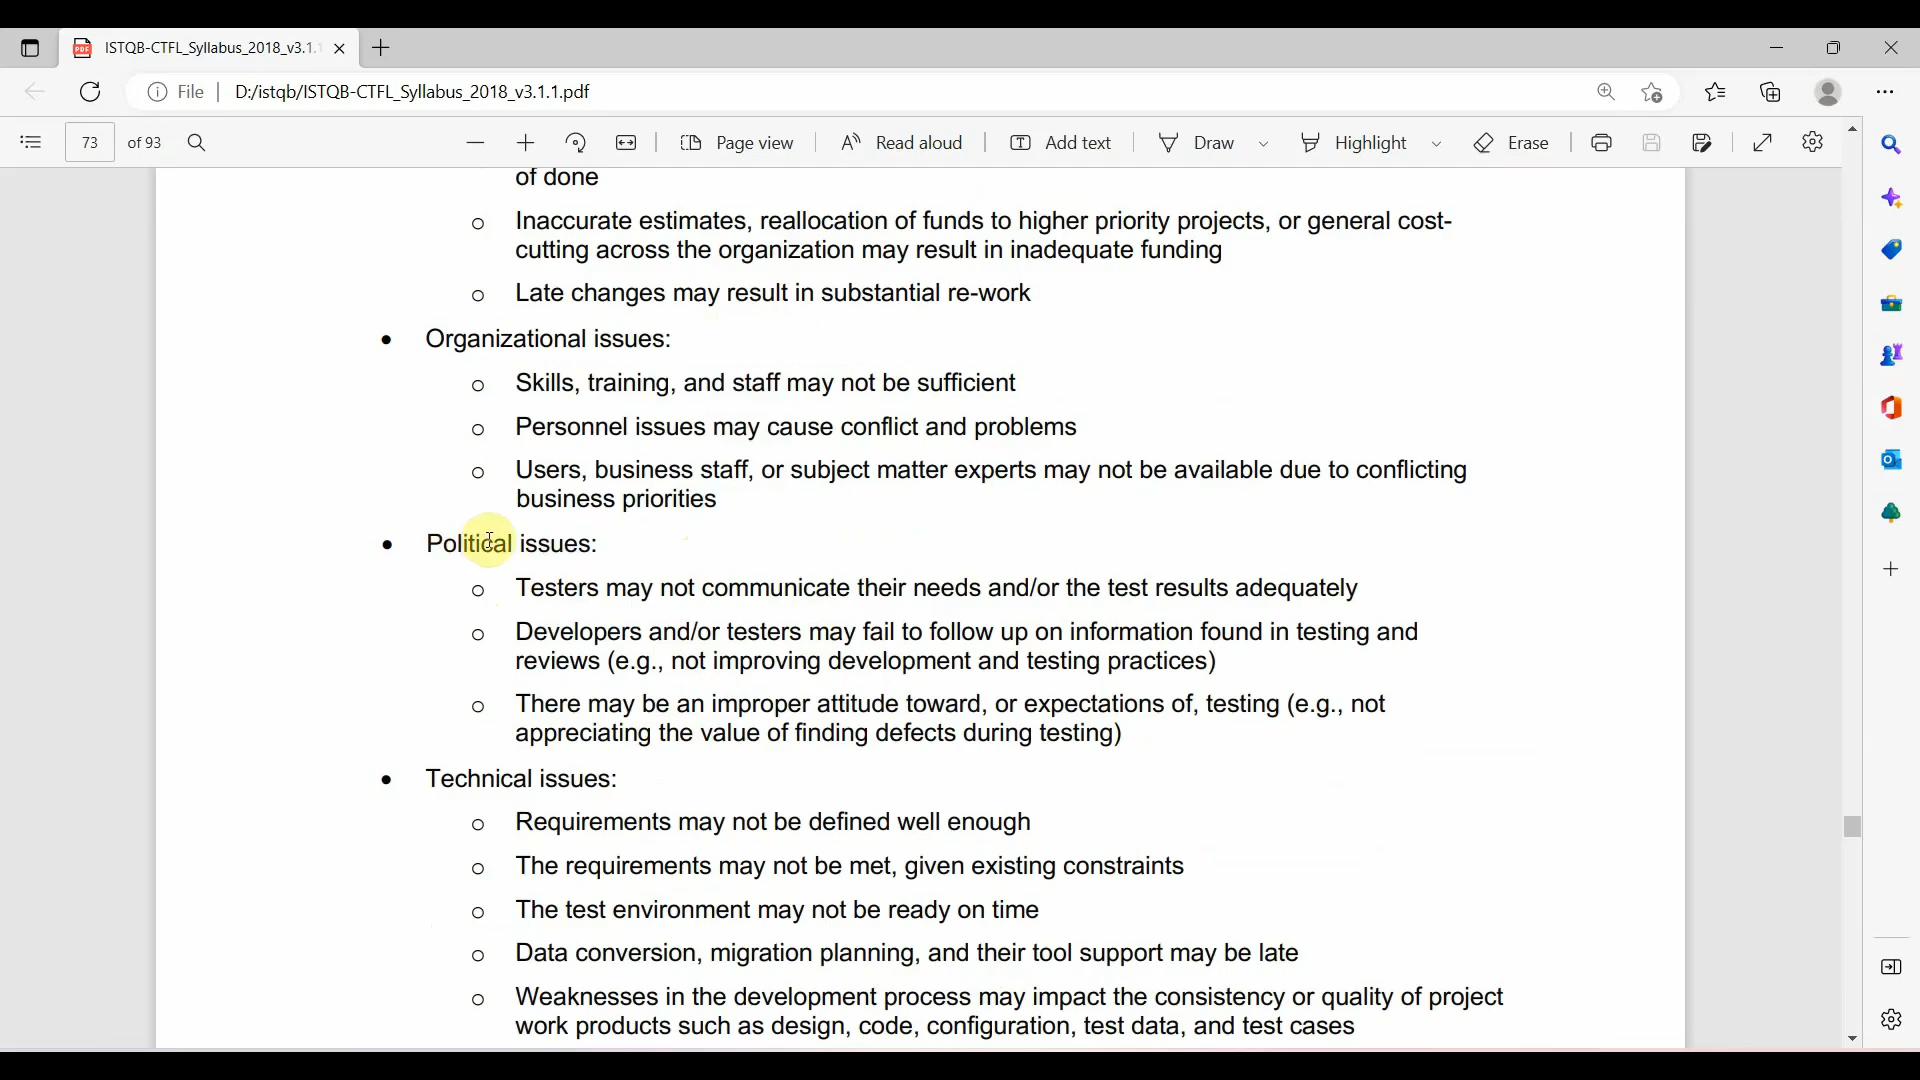 ISTQB-CTFL_Syllabus_2018_v3.1.1
File
D:/istqb/ISTQB-CTFL_Syllabus_2018_v3.1.1.pdf
73 of 93
Page view
Read aloud
Add text
Draw
Highlight
Erase
of done
o Inaccurate estimates, reallocation of funds to higher priority projects, or general cost-
cutting across the organization may result in inadequate funding
o Late changes may result in substantial re-work
• Organizational issues:
o Skills, training, and staff may not be sufficient
o Personnel issues may cause conflict and problems
o Users, business staff, or subject matter experts may not be available due to conflicting
business priorities
• Political issues:
o Testers may not communicate their needs and/or the test results adequately
o Developers and/or testers may fail to follow up on information found in testing and
reviews (e.g., not improving development and testing practices)
o There may be an improper attitude toward, or expectations of, testing (e.g., not
appreciating the value of finding defects during testing)
• Technical issues:
o Requirements may not be defined well enough
o The requirements may not be met, given existing constraints
o The test environment may not be ready on time
o Data conversion, migration planning, and their tool support may be late
o Weaknesses in the development process may impact the consistency or quality of project
work products such as design, code, configuration, test data, and test cases